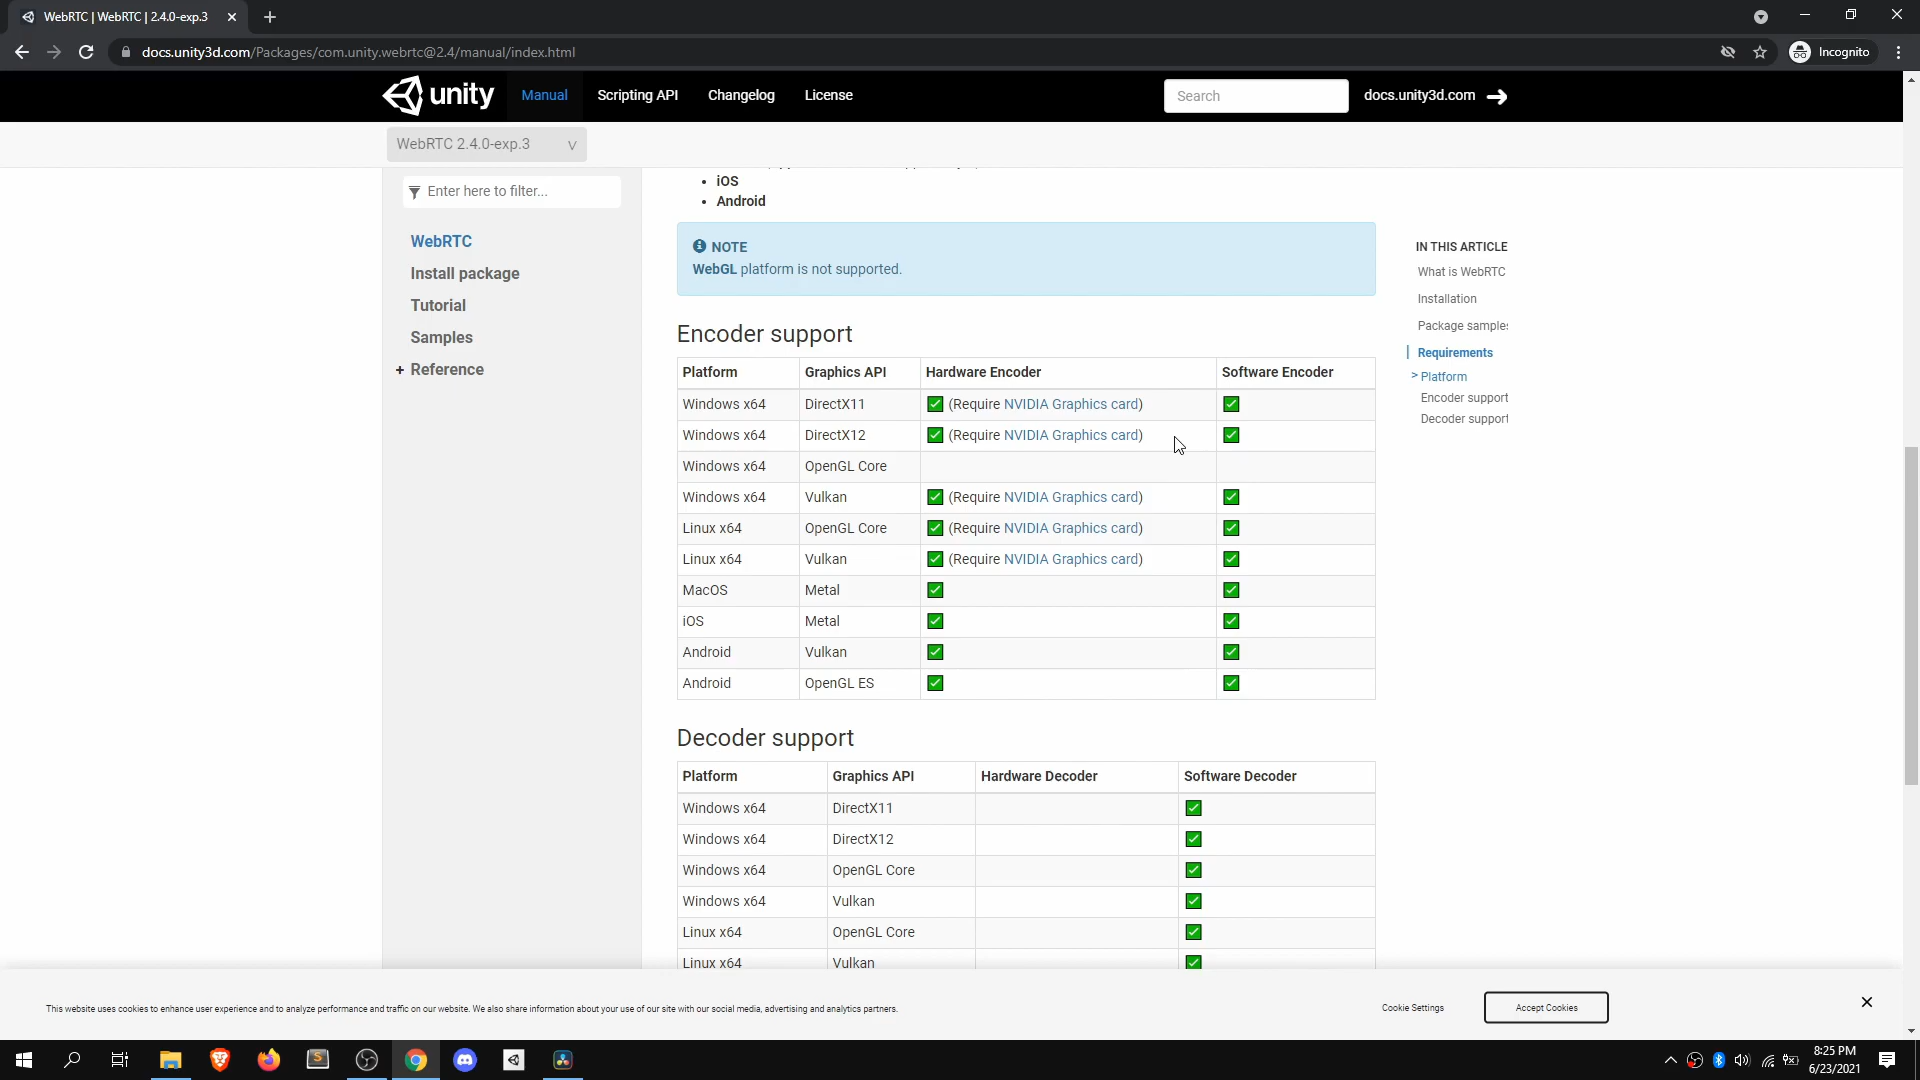 WebRTC | WebRTC | 2.4.0-exp.3
docs.unity3d.com/Packages/com.unity.webrtc@2.4/manual/index.html
Incognito
unity
Manual
Scripting API
Changelog
License
Search
docs.unity3d.com
WebRTC 2.4.0-exp.3
Enter here to filter...
WebRTC
Install package
Tutorial
Samples
+ Reference
• iOS
• Android
NOTE
WebGL platform is not supported.
Encoder support
Platform Graphics API Hardware Encoder Software Encoder
Windows x64 DirectX11 ✅ (Require NVIDIA Graphics card) ✅
Windows x64 DirectX12 ✅ (Require NVIDIA Graphics card) ✅
Windows x64 OpenGL Core
Windows x64 Vulkan ✅ (Require NVIDIA Graphics card) ✅
Linux x64 OpenGL Core ✅ (Require NVIDIA Graphics card) ✅
Linux x64 Vulkan ✅ (Require NVIDIA Graphics card) ✅
MacOS Metal ✅ ✅
iOS Metal ✅ ✅
Android Vulkan ✅ ✅
Android OpenGL ES ✅ ✅
Decoder support
Platform Graphics API Hardware Decoder Software Decoder
Windows x64 DirectX11 ✅
Windows x64 DirectX12 ✅
Windows x64 OpenGL Core ✅
Windows x64 Vulkan ✅
Linux x64 OpenGL Core ✅
Linux x64 Vulkan ✅
IN THIS ARTICLE
What is WebRTC
Installation
Package samples
Requirements
> Platform
Encoder support
Decoder support
This website uses cookies to enhance user experience and to analyze performance and traffic on our website. We also share information about your use of our site with our social media, advertising and analytics partners.
Cookie Settings
Accept Cookies
8:25 PM
6/23/2021